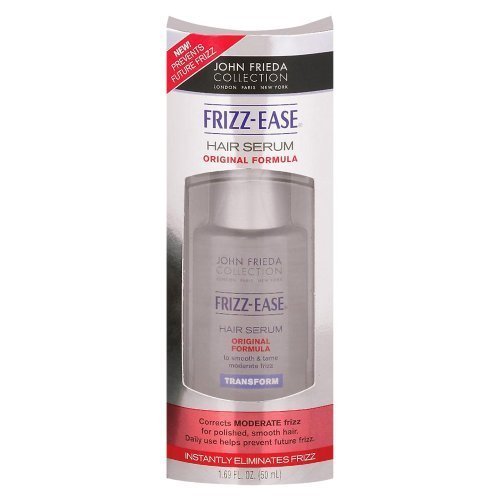 NEW!
PREVENTS
FUTURE FRIZZ
JOHN FRIEDA
COLLECTION
LONDON PARIS NEW YORK
FRIZZ-EASE
HAIR SERUM
ORIGINAL FORMULA
JOHN FRIEDA
COLLECTION
FRIZZ-EASE
HAIR SERUM
ORIGINAL
FORMULA
to smooth & tame
moderate frizz
TRANSFORM
Corrects MODERATE frizz
for polished, smooth hair.
Daily use helps prevent future frizz.
INSTANTLY ELIMINATES FRIZZ
1.69 FL. OZ. (50 mL)